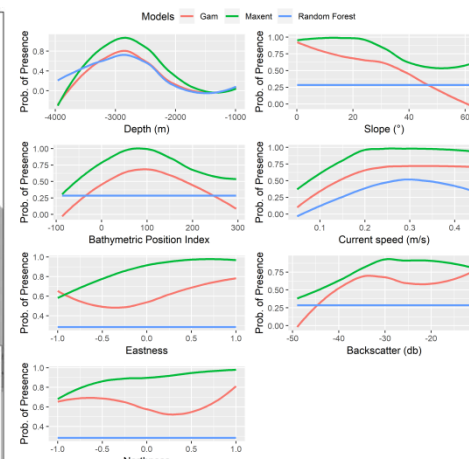 Models Gam Maxent Random Forest
Prob. of Presence
0.8
0.4
0.0
-4000 -3000 -2000 -1000
Depth (m)
Prob. of Presence
1.00
0.75
0.50
0.25
0.00
0 20 40 60
Slope (°)
Prob. of Presence
1.00
0.75
0.50
0.25
0.00
-100 0 100 200 300
Bathymetric Position Index
Prob. of Presence
1.00
0.75
0.50
0.25
0.00
0.1 0.2 0.3 0.4
Current speed (m/s)
Prob. of Presence
1.0
0.8
0.6
0.4
-1.0 -0.5 0.0 0.5 1.0
Eastness
Prob. of Presence
0.75
0.50
0.25
0.00
-50 -40 -30 -20
Backscatter (db)
Prob. of Presence
1.0
0.8
0.6
0.4
-1.0 -0.5 0.0 0.5 1.0